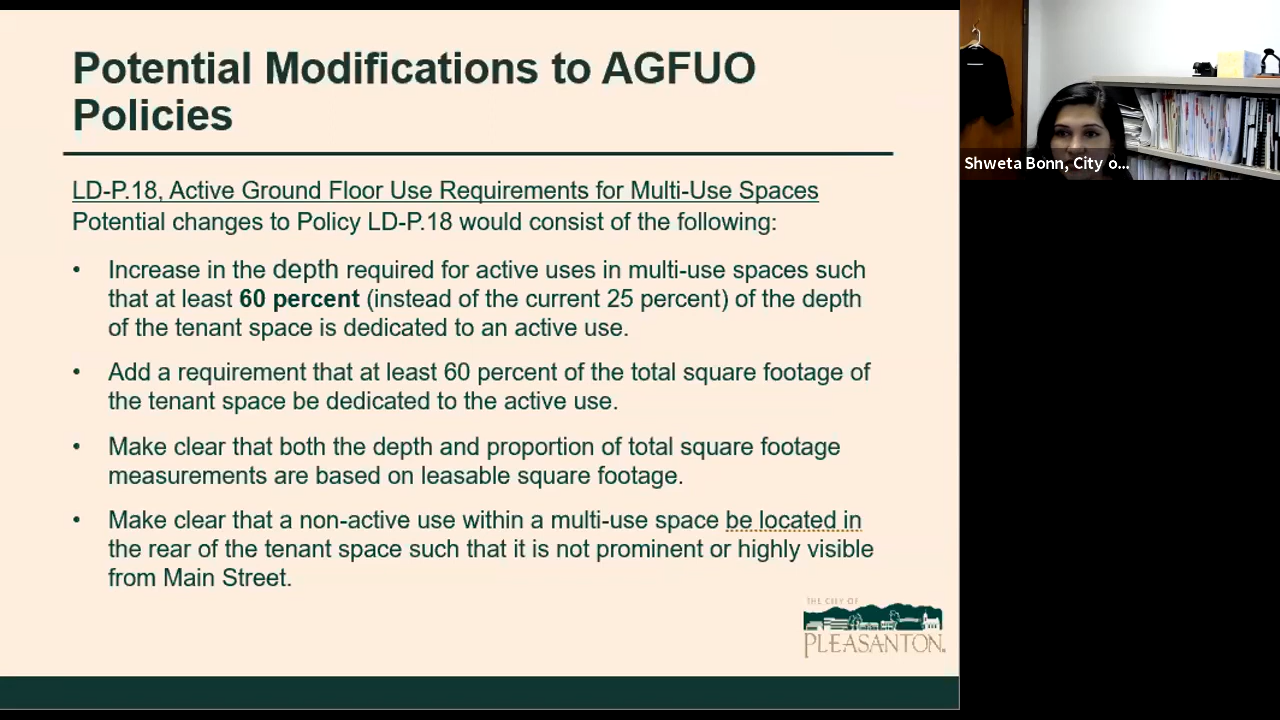 Potential Modifications to AGFUO
Policies
LD-P.18, Active Ground Floor Use Requirements for Multi-Use Spaces
Potential changes to Policy LD-P.18 would consist of the following:
• Increase in the depth required for active uses in multi-use spaces such
that at least 60 percent (instead of the current 25 percent) of the depth
of the tenant space is dedicated to an active use.
• Add a requirement that at least 60 percent of the total square footage of
the tenant space be dedicated to the active use.
• Make clear that both the depth and proportion of total square footage
measurements are based on leasable square footage.
• Make clear that a non-active use within a multi-use space be located in
the rear of the tenant space such that it is not prominent or highly visible
from Main Street.
THE CITY OF
PLEASANTON.
Shweta Bonn, City o...